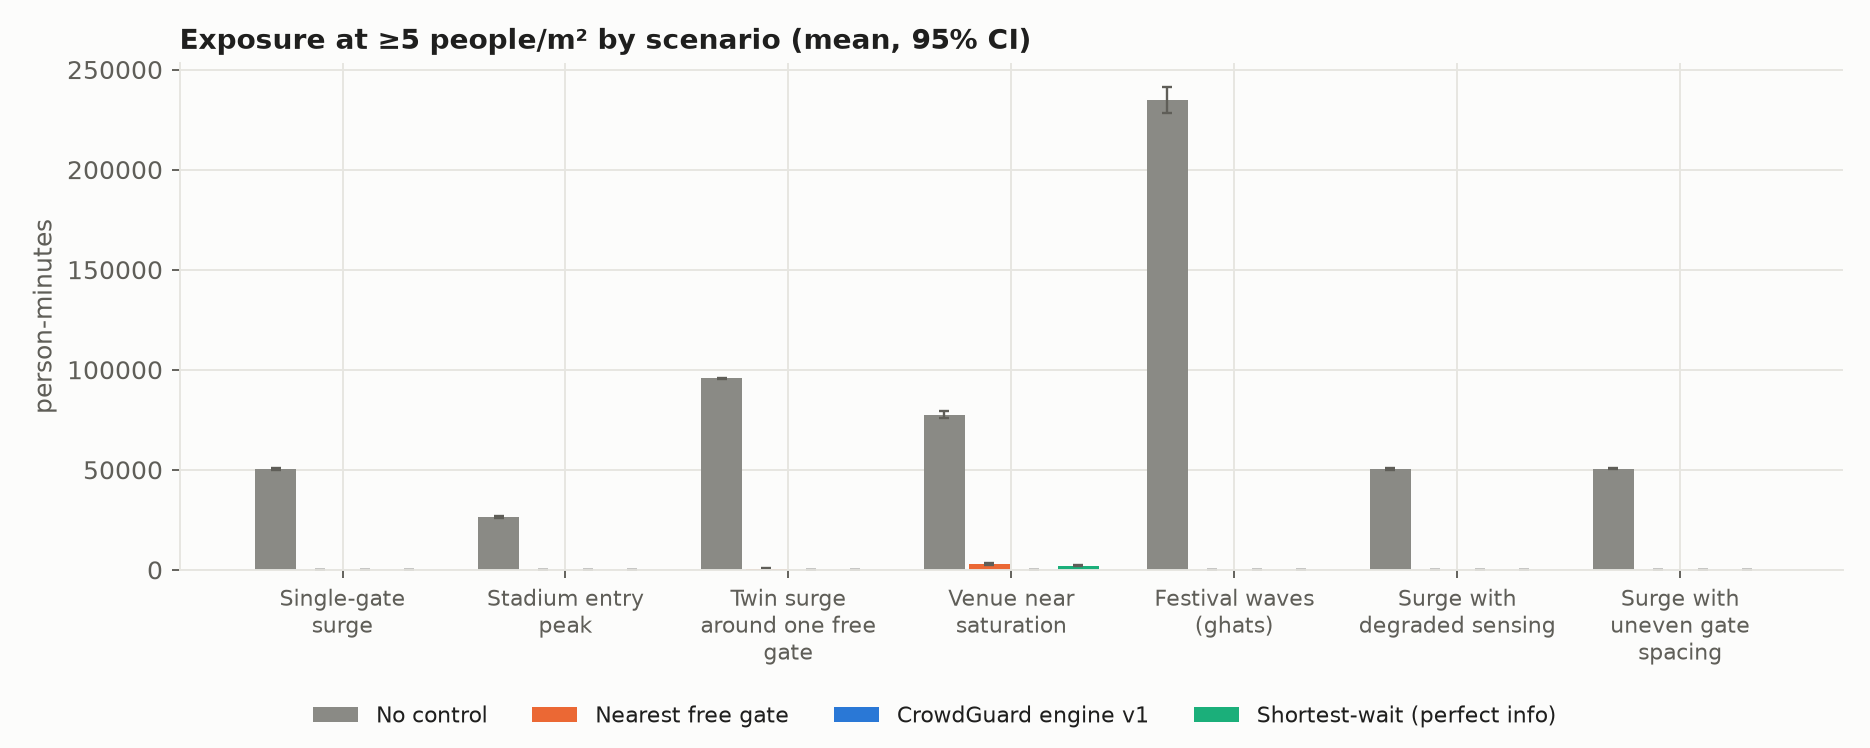 Exposure at ≥5 people/m² by scenario (mean, 95% CI)
person-minutes
250000
200000
150000
100000
50000
0
Single-gate
surge
Stadium entry
peak
Twin surge
around one free
gate
Venue near
saturation
Festival waves
(ghats)
Surge with
degraded sensing
Surge with
uneven gate
spacing
No control
Nearest free gate
CrowdGuard engine v1
Shortest-wait (perfect info)